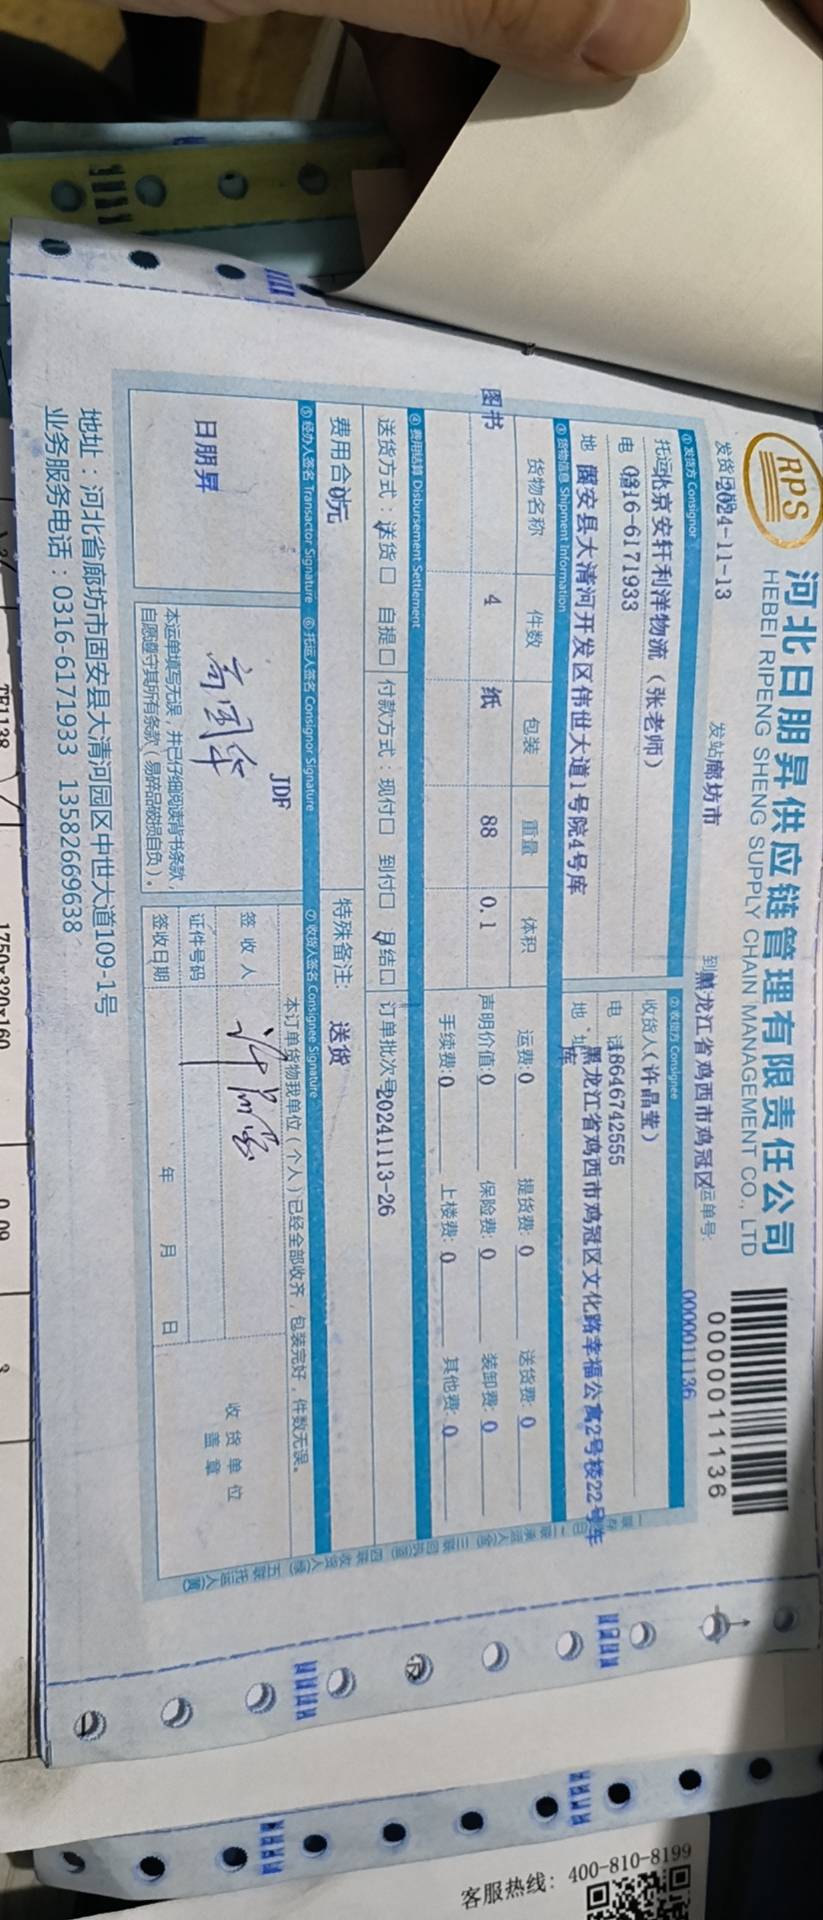 RPS
河北日朋昇供应链管理有限责任公司
HEBEI RIPENG SHENG SUPPLY CHAIN MANAGEMENT CO., LTD
0000011136
发货日期2024-11-13
发站廊坊市
到黑龙江省鸡西市鸡冠区
运单号:
0000011136
① 发货方 Consignor
② 收货方 Consignee
托运 北京安轩利洋物流（张老师）
收货人（许晶莹）
电 0316-6171933
电 话18646742555
地 固安县大清河开发区伟世大道1号院4号库
地 址 黑龙江省鸡西市鸡冠区文化路幸福公寓2号楼22号车库
③ 货物信息 Shipment Information
货物名称 件数 包装 重量 体积
运费:0 提货费:0 送货费:0
图书 4 纸 88 0.1
声明价值:0 保险费:0 装卸费:0
手续费:0 上楼费:0 其他费:0
④ 费用结算 Disbursement Settlement
送货方式：送货□ 自提□
付款方式：现付□ 到付□ 月结□
订单批次号20241113-26
费用合计0元
特殊备注： 送货
⑤ 经办人签名 Transactor Signature
⑥ 托运人签名 Consignor Signature
⑦ 收货人签名 Consignee Signature
日朋昇
JDF
本运单填写无误，并已仔细阅读背书条款，
自愿遵守其所有条款（易碎品破损自负）。
本订单货物我单位（个人）已经全部收齐，包装完好，件数无误。
签收人
证件号码
签收日期
年 月 日
收货单位
盖章
地址：河北省廊坊市固安县大清河园区中世大道109-1号
业务服务电话：0316-6171933 13582669638
TE1138
1750x320x160
0.09
3
客服热线：400-810-8199